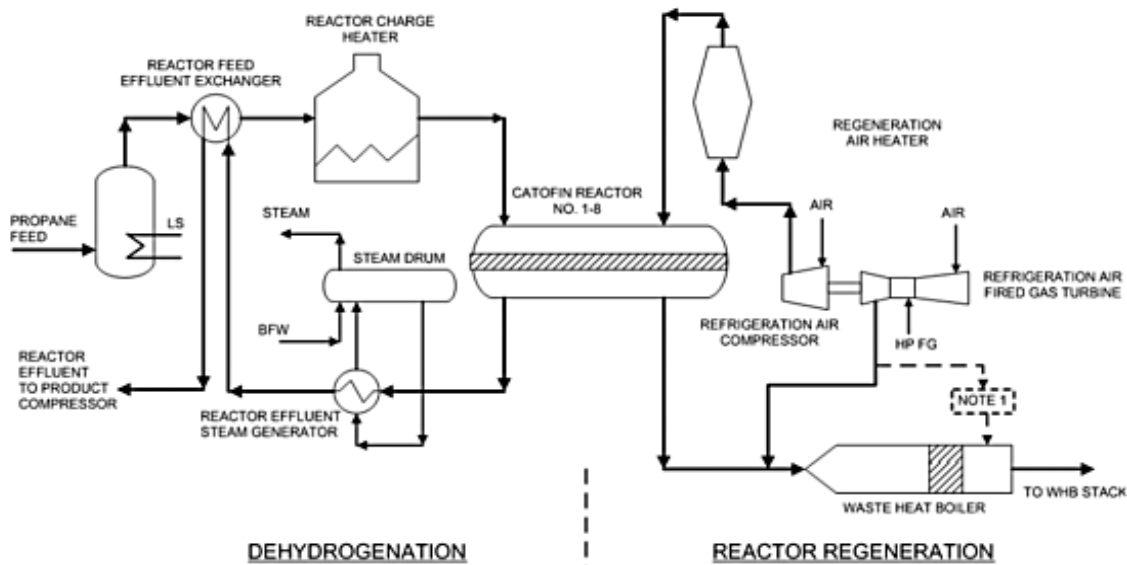 REACTOR CHARGE
HEATER
REACTOR FEED
EFFLUENT EXCHANGER
REGENERATION
AIR HEATER
CATOFIN REACTOR
NO. 1-8
PROPANE
FEED
LS
STEAM
STEAM DRUM
AIR
AIR
REFRIGERATION AIR
FIRED GAS TURBINE
BFW
REFRIGERATION AIR
COMPRESSOR
HP FG
REACTOR
EFFLUENT
TO PRODUCT
COMPRESSOR
REACTOR EFFLUENT
STEAM GENERATOR
NOTE 1
TO WHB STACK
WASTE HEAT BOILER
DEHYDROGENATION
REACTOR REGENERATION